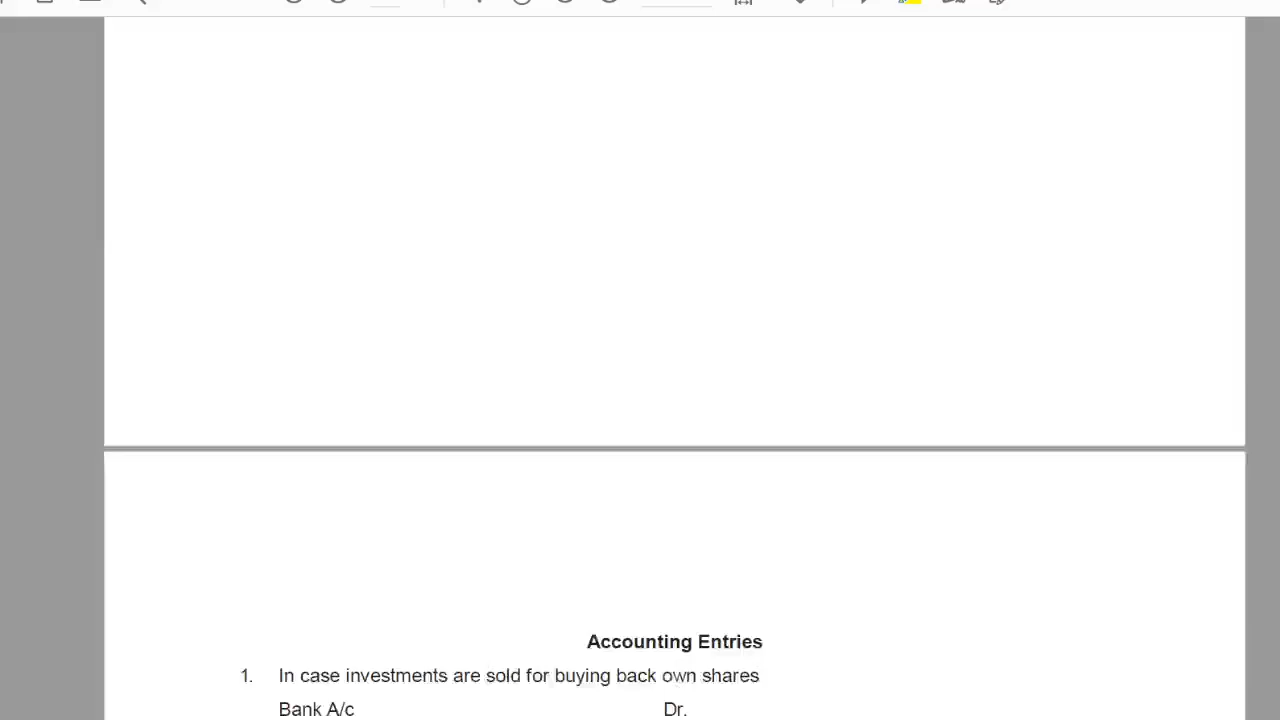 Accounting Entries
1. In case investments are sold for buying back own shares
Bank A/c Dr.